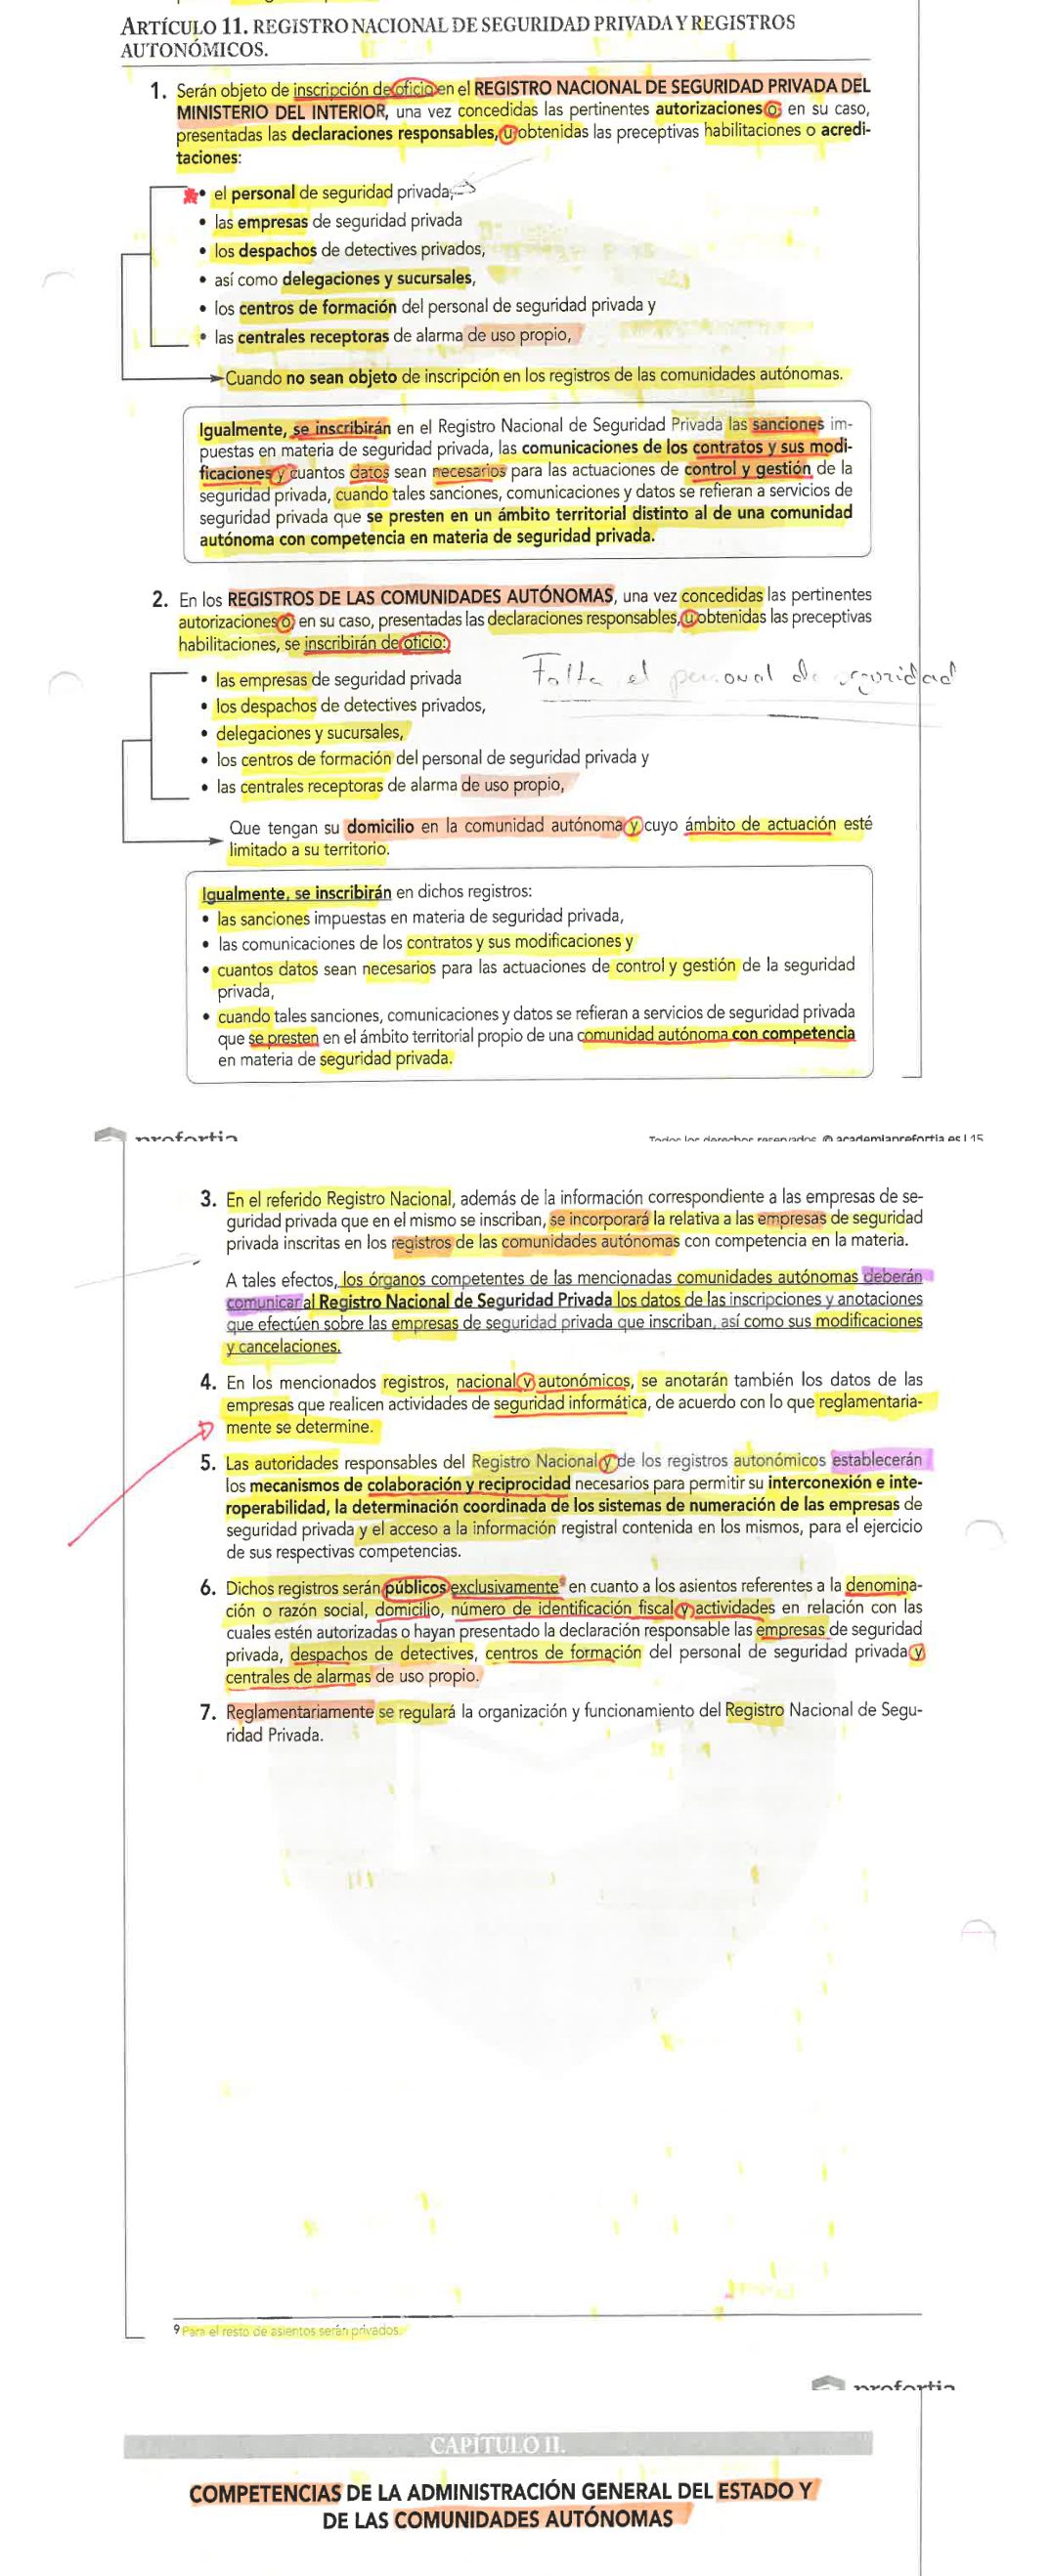 ARTÍCULO 11. REGISTRO NACIONAL DE SEGURIDAD PRIVADA Y REGISTROS
AUTONÓMICOS.
1. Serán objeto de inscripción de oficio en el REGISTRO NACIONAL DE SEGURIDAD PRIVADA DEL
MINISTERIO DEL INTERIOR, una vez concedidas las pertinentes autorizaciones o, en su caso,
presentadas las declaraciones responsables, u obtenidas las preceptivas habilitaciones o acredi-
taciones:
• el personal de seguridad privada,
• las empresas de seguridad privada
• los despachos de detectives privados,
• así como delegaciones y sucursales,
• los centros de formación del personal de seguridad privada y
• las centrales receptoras de alarma de uso propio,
Cuando no sean objeto de inscripción en los registros de las comunidades autónomas.
Igualmente, se inscribirán en el Registro Nacional de Seguridad Privada las sanciones im-
puestas en materia de seguridad privada, las comunicaciones de los contratos y sus modi-
ficaciones y cuantos datos sean necesarios para las actuaciones de control y gestión de la
seguridad privada, cuando tales sanciones, comunicaciones y datos se refieran a servicios de
seguridad privada que se presten en un ámbito territorial distinto al de una comunidad
autónoma con competencia en materia de seguridad privada.
2. En los REGISTROS DE LAS COMUNIDADES AUTÓNOMAS, una vez concedidas las pertinentes
autorizaciones o, en su caso, presentadas las declaraciones responsables, u obtenidas las preceptivas
habilitaciones, se inscribirán de oficio:
Falta el personal de seguridad
• las empresas de seguridad privada
• los despachos de detectives privados,
• delegaciones y sucursales,
• los centros de formación del personal de seguridad privada y
• las centrales receptoras de alarma de uso propio,
Que tengan su domicilio en la comunidad autónoma y cuyo ámbito de actuación esté
limitado a su territorio.
Igualmente, se inscribirán en dichos registros:
• las sanciones impuestas en materia de seguridad privada,
• las comunicaciones de los contratos y sus modificaciones y
• cuantos datos sean necesarios para las actuaciones de control y gestión de la seguridad
privada,
• cuando tales sanciones, comunicaciones y datos se refieran a servicios de seguridad privada
que se presten en el ámbito territorial propio de una comunidad autónoma con competencia
en materia de seguridad privada.
profortia
Todos los derechos reservados. © academiaprefortia.es | 15
3. En el referido Registro Nacional, además de la información correspondiente a las empresas de se-
guridad privada que en el mismo se inscriban, se incorporará la relativa a las empresas de seguridad
privada inscritas en los registros de las comunidades autónomas con competencia en la materia.
A tales efectos, los órganos competentes de las mencionadas comunidades autónomas deberán
comunicar al Registro Nacional de Seguridad Privada los datos de las inscripciones y anotaciones
que efectúen sobre las empresas de seguridad privada que inscriban, así como sus modificaciones
y cancelaciones.
4. En los mencionados registros, nacional y autonómicos, se anotarán también los datos de las
empresas que realicen actividades de seguridad informática, de acuerdo con lo que reglamentaria-
mente se determine.
5. Las autoridades responsables del Registro Nacional y de los registros autonómicos establecerán
los mecanismos de colaboración y reciprocidad necesarios para permitir su interconexión e inte-
roperabilidad, la determinación coordinada de los sistemas de numeración de las empresas de
seguridad privada y el acceso a la información registral contenida en los mismos, para el ejercicio
de sus respectivas competencias.
6. Dichos registros serán públicos exclusivamente⁹ en cuanto a los asientos referentes a la denomina-
ción o razón social, domicilio, número de identificación fiscal y actividades en relación con las
cuales estén autorizadas o hayan presentado la declaración responsable las empresas de seguridad
privada, despachos de detectives, centros de formación del personal de seguridad privada y
centrales de alarmas de uso propio.
7. Reglamentariamente se regulará la organización y funcionamiento del Registro Nacional de Segu-
ridad Privada.
9 Para el resto de asientos serán privados.
CAPÍTULO II.
COMPETENCIAS DE LA ADMINISTRACIÓN GENERAL DEL ESTADO Y
DE LAS COMUNIDADES AUTÓNOMAS